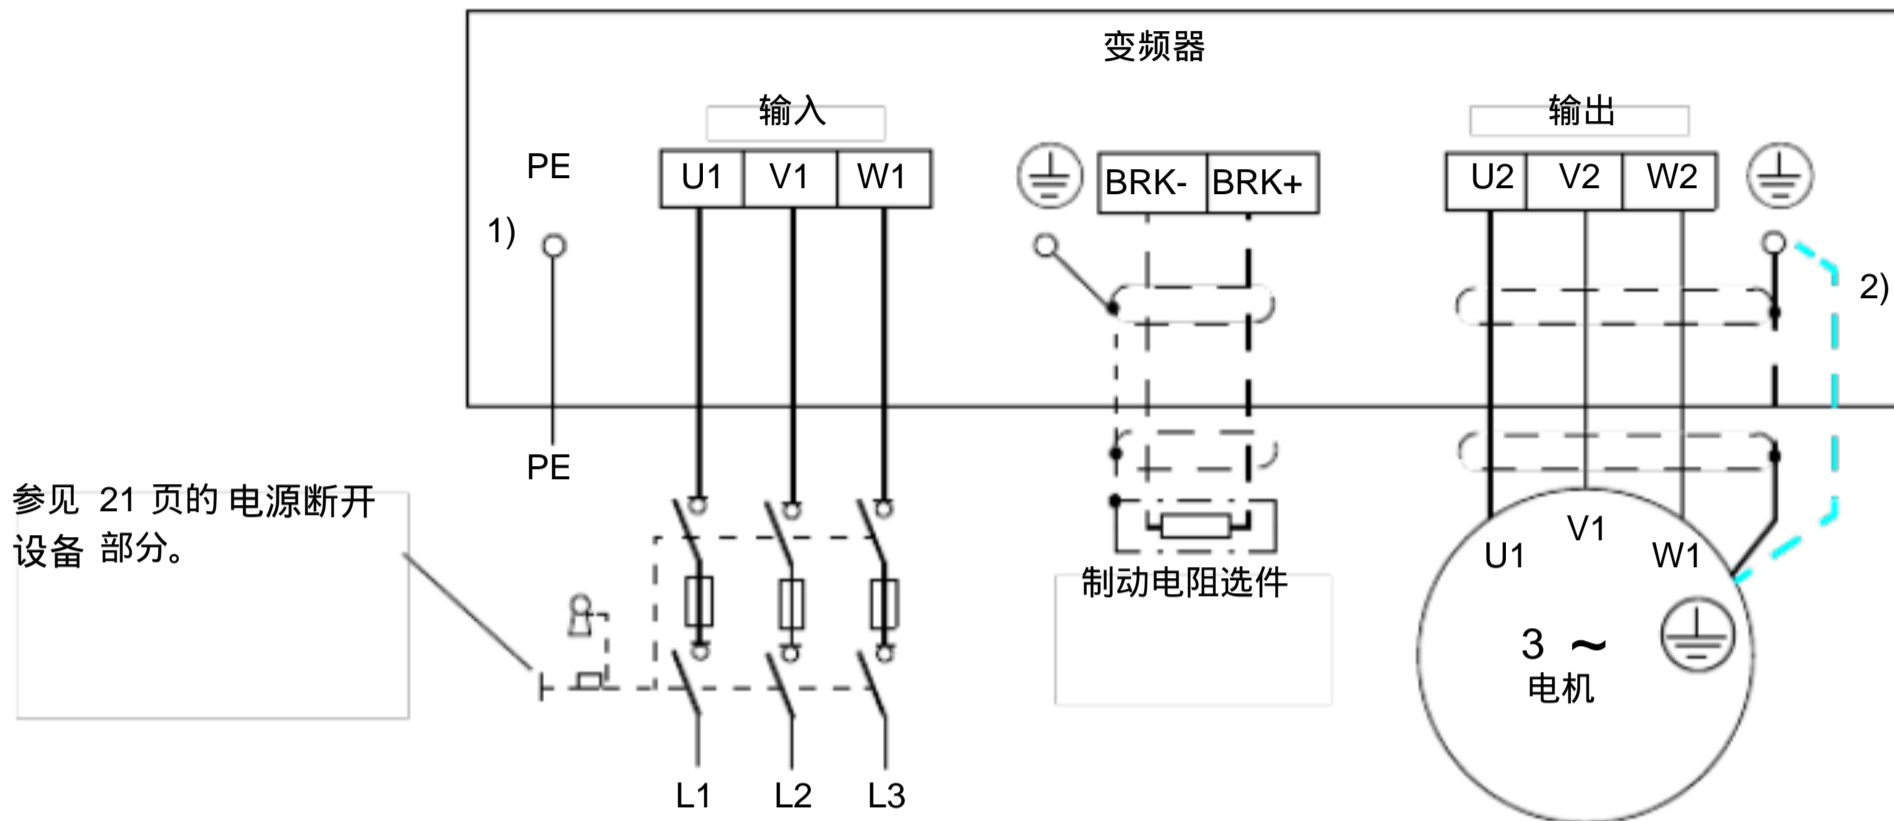 变频器
输入
输出
PE
U1 V1 W1
BRK- BRK+
U2 V2 W2
1)
2)
PE
参见 21 页的 电源断开
设备 部分。
制动电阻选件
U1 V1 W1
3 ~
电机
L1 L2 L3